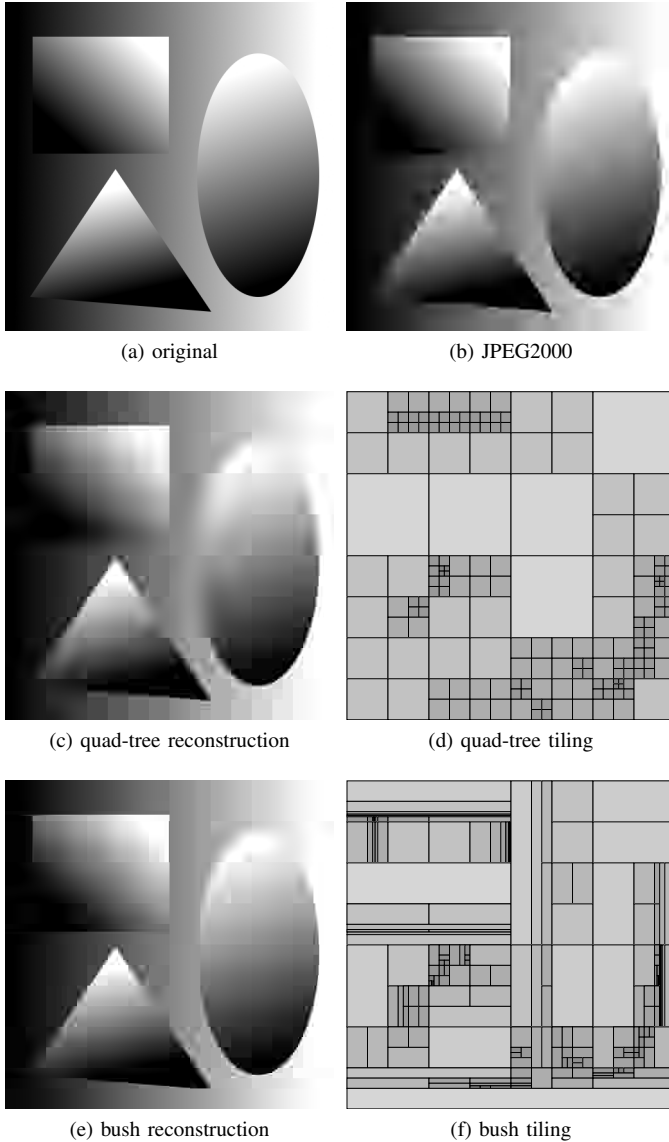 (a) original
(b) JPEG2000
(c) quad-tree reconstruction
(d) quad-tree tiling
(e) bush reconstruction
(f) bush tiling